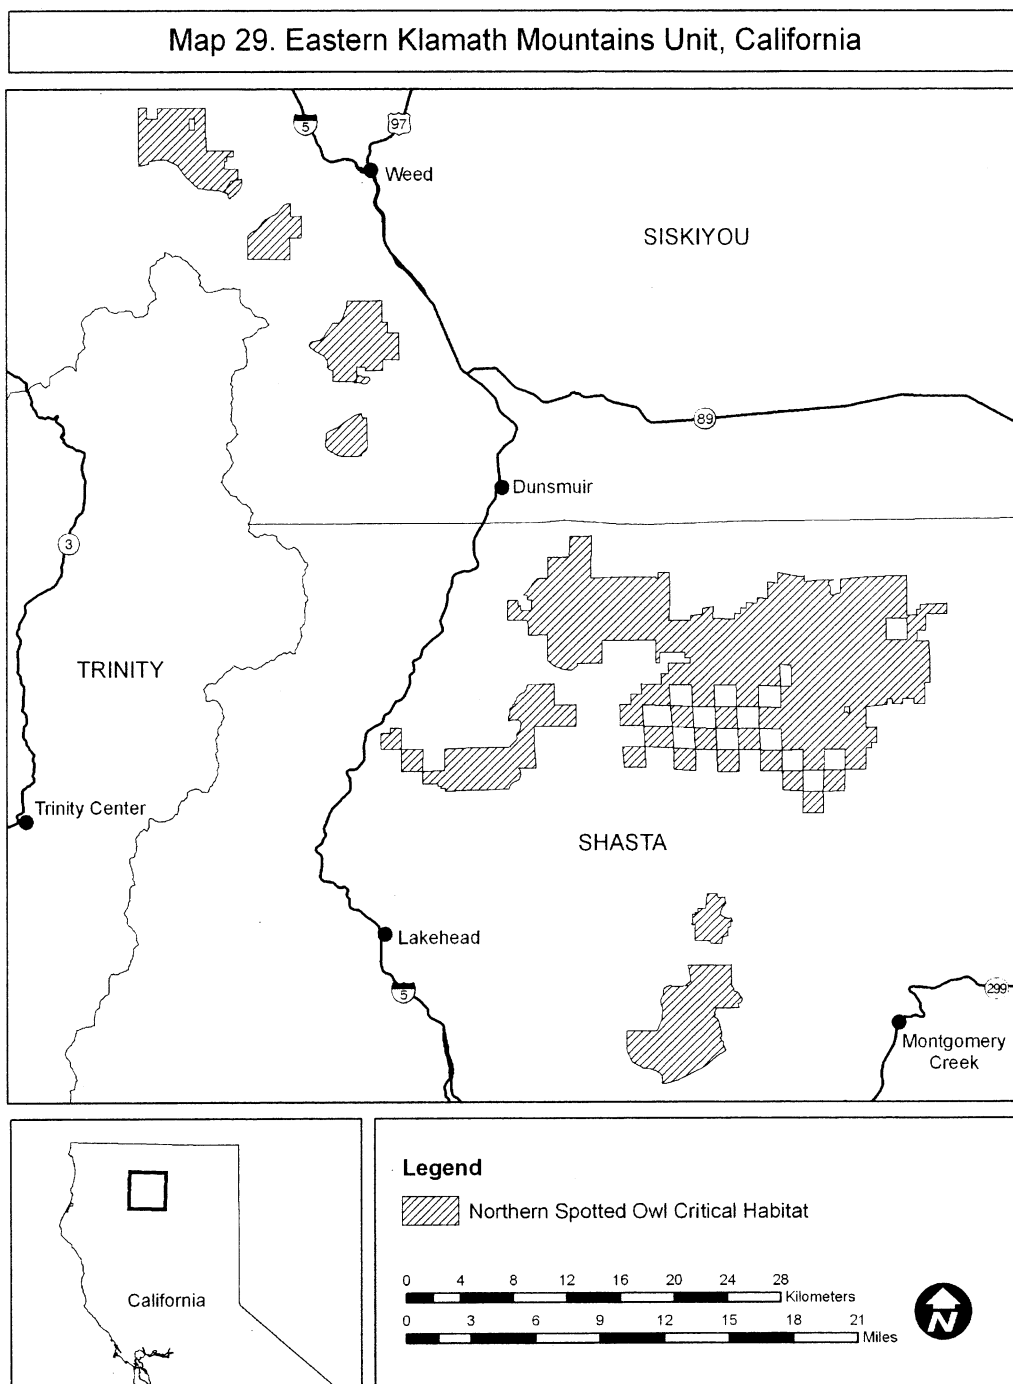 Map 29. Eastern Klamath Mountains Unit, California
5
97
Weed
SISKIYOU
89
Dunsmuir
3
TRINITY
Trinity Center
SHASTA
Lakehead
5
299
Montgomery
Creek
California
Legend
Northern Spotted Owl Critical Habitat
0 4 8 12 16 20 24 28
Kilometers
0 3 6 9 12 15 18 21
Miles
N